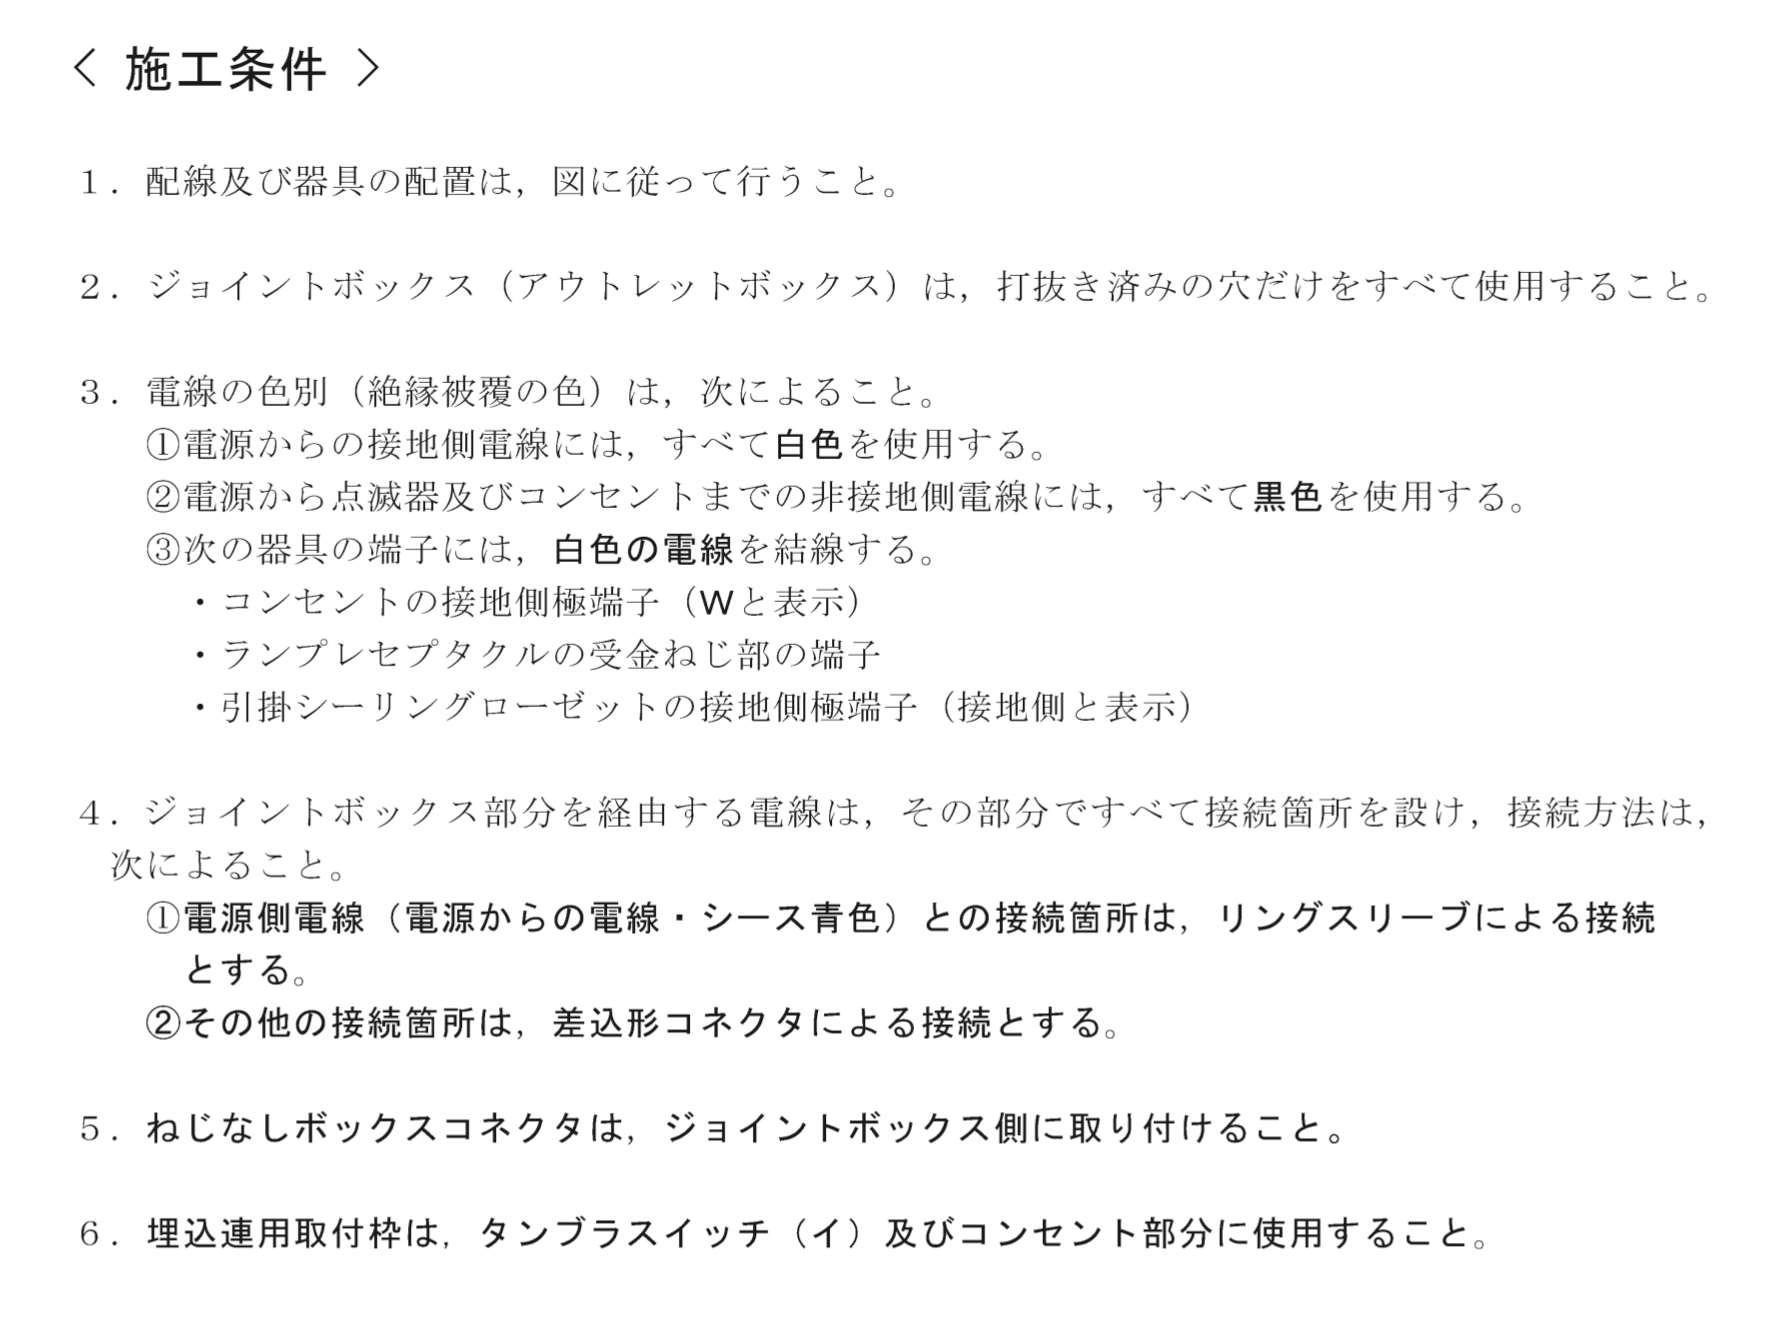 〈 施工条件 〉
１．配線及び器具の配置は，図に従って行うこと。
２．ジョイントボックス（アウトレットボックス）は，打抜き済みの穴だけをすべて使用すること。
３．電線の色別（絶縁被覆の色）は，次によること。
①電源からの接地側電線には，すべて白色を使用する。
②電源から点滅器及びコンセントまでの非接地側電線には，すべて黒色を使用する。
③次の器具の端子には，白色の電線を結線する。
・コンセントの接地側極端子（Ｗと表示）
・ランプレセプタクルの受金ねじ部の端子
・引掛シーリングローゼットの接地側極端子（接地側と表示）
４．ジョイントボックス部分を経由する電線は，その部分ですべて接続箇所を設け，接続方法は，
次によること。
①電源側電線（電源からの電線・シース青色）との接続箇所は，リングスリーブによる接続
とする。
②その他の接続箇所は，差込形コネクタによる接続とする。
５．ねじなしボックスコネクタは，ジョイントボックス側に取り付けること。
６．埋込連用取付枠は，タンブラスイッチ（イ）及びコンセント部分に使用すること。